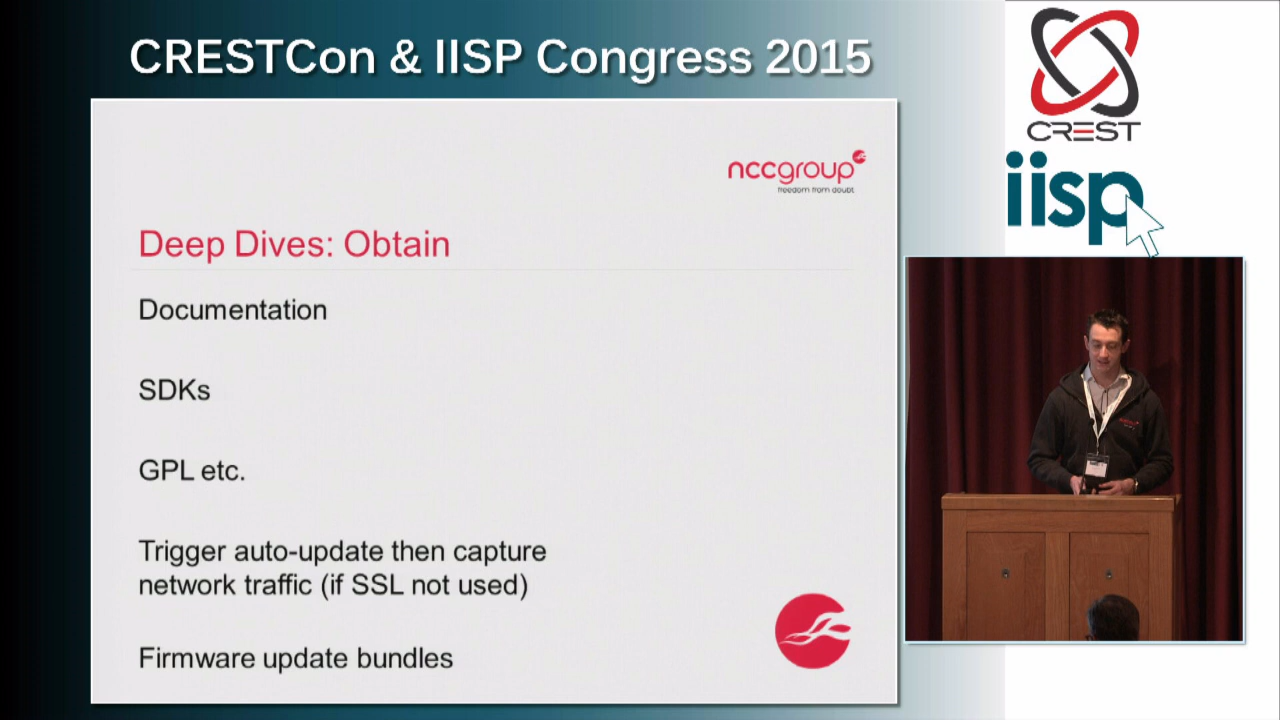 CRESTCon & IISP Congress 2015
CREST
iisp
nccgroup
freedom from doubt
Deep Dives: Obtain
Documentation
SDKs
GPL etc.
Trigger auto-update then capture
network traffic (if SSL not used)
Firmware update bundles